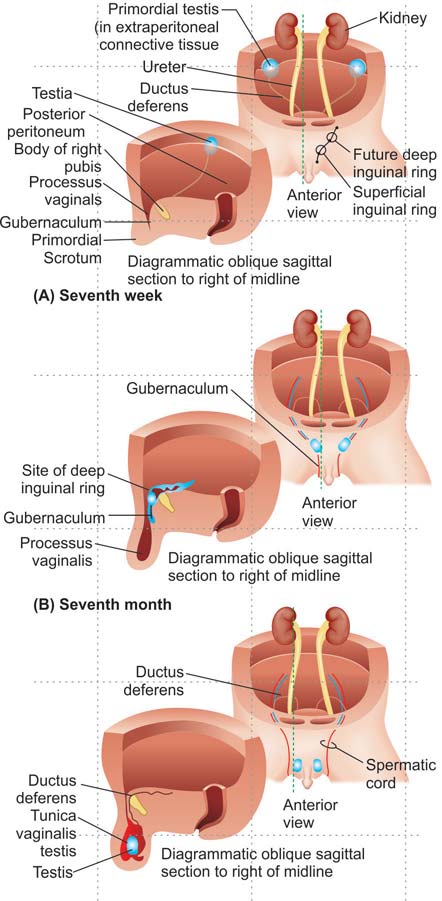 Primordial testis
(in extraperitoneal
connective tissue
Kidney
Ureter
Ductus
deferens
Testia
Posterior
peritoneum
Body of right
pubis
Processus
vaginals
Gubernaculum
Primordial
Scrotum
Future deep
inguinal ring
Superficial
inguinal ring
Anterior
view
Diagrammatic oblique sagittal
section to right of midline
(A) Seventh week
Gubernaculum
Site of deep
inguinal ring
Gubernaculum
Processus
vaginalis
Anterior
view
Diagrammatic oblique sagittal
section to right of midline
(B) Seventh month
Ductus
deferens
Spermatic
cord
Ductus
deferens
Tunica
vaginalis
testis
Testis
Anterior
view
Diagrammatic oblique sagittal
section to right of midline